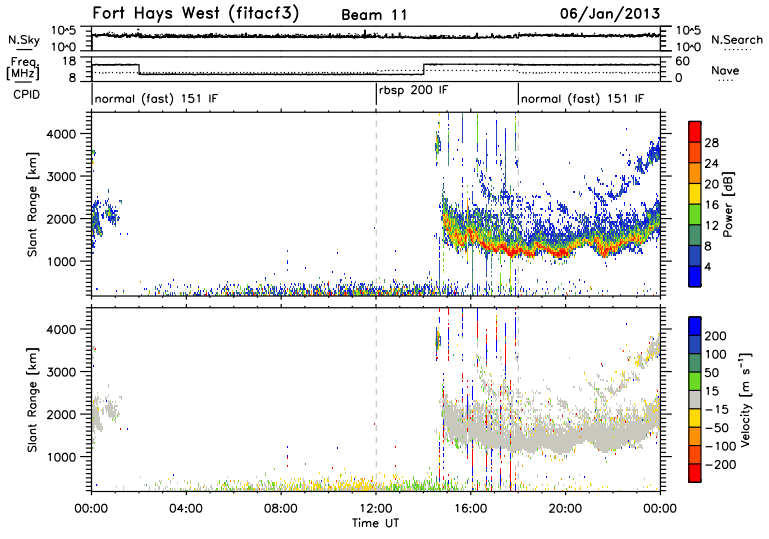 Fort Hays West (fitacf3) Beam 11 06/Jan/2013
N.Sky 10^5 10^0 10^5 10^0 N.Search
Freq. [MHz] 18 8 60 0 Nave
CPID normal (fast) 151 IF rbsp 200 IF normal (fast) 151 IF
Slant Range [km]
4000
3000
2000
1000
28
24
20
16
12
8
4
Power [dB]
Slant Range [km]
4000
3000
2000
1000
200
100
50
15
-15
-50
-100
-200
Velocity [m s⁻¹]
00:00 04:00 08:00 12:00 16:00 20:00 00:00
Time UT